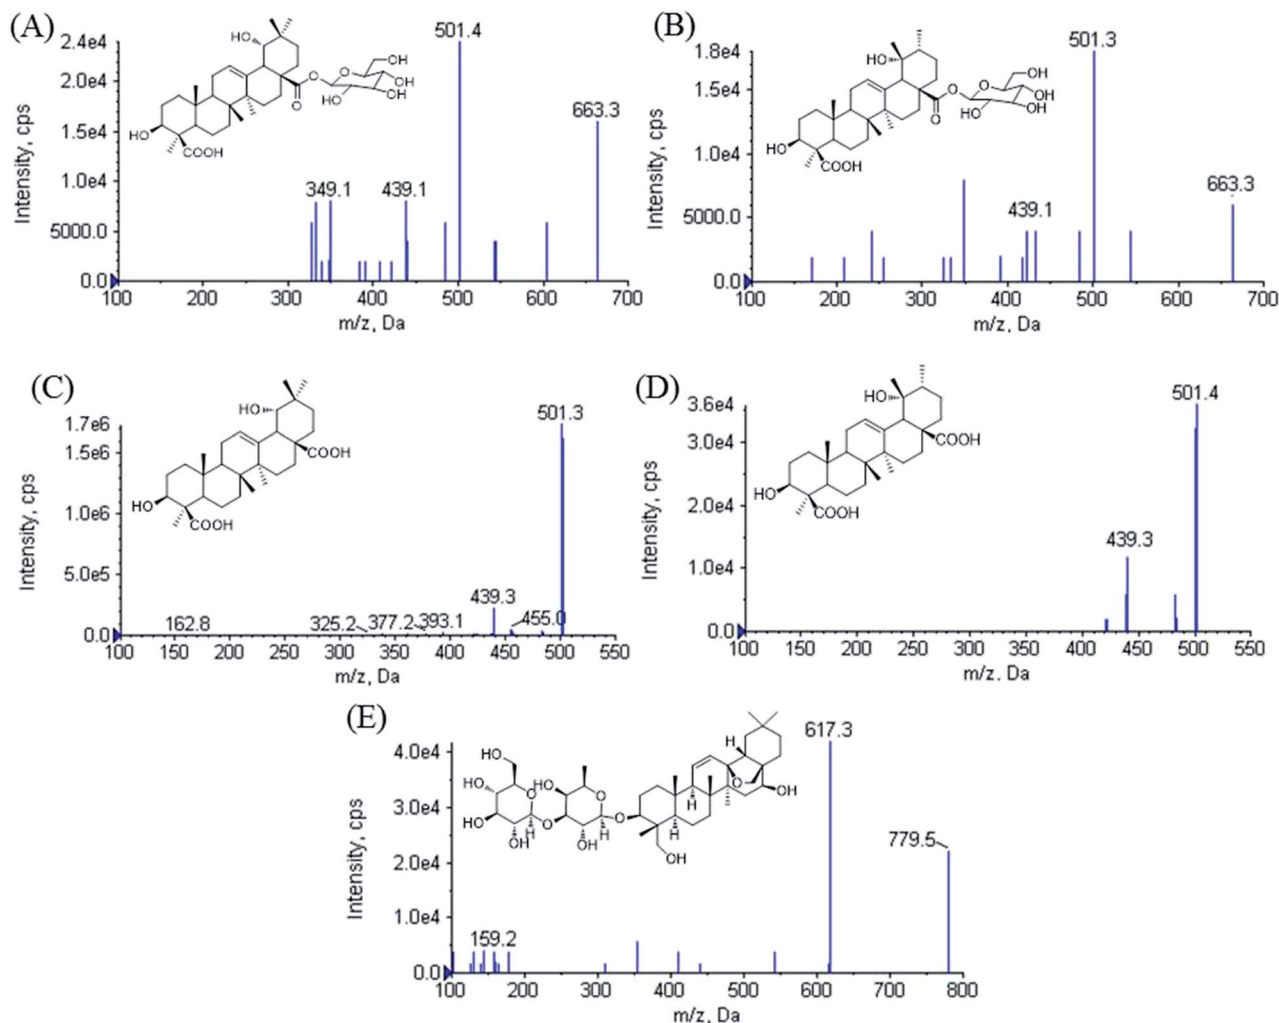 (A)
2.4e4
2.0e4
1.5e4
1.0e4
5000.0
0.0
Intensity, cps
501.4
663.3
349.1
439.1
HO
OH
O
O
OH
OH
HO
O
HO
COOH
100 200 300 400 500 600 700
m/z, Da
(B)
1.8e4
1.5e4
1.0e4
5000.0
0.0
Intensity, cps
501.3
663.3
439.1
HO
OH
O
O
OH
OH
HO
O
HO
COOH
100 200 300 400 500 600 700
m/z, Da
(C)
1.7e6
1.5e6
1.0e6
5.0e5
0.0
Intensity, cps
501.3
HO
COOH
HO
COOH
439.3
162.8 325.2 377.2 393.1 455.0
100 150 200 250 300 350 400 450 500 550
m/z, Da
(D)
3.6e4
3.0e4
2.0e4
1.0e4
0.0
Intensity, cps
501.4
439.3
HO
COOH
HO
COOH
100 150 200 250 300 350 400 450 500 550
m/z. Da
(E)
4.0e4
3.0e4
2.0e4
1.0e4
0.0
Intensity, cps
617.3
779.5
159.2
HO
HO
O
HO
O
HO
OH
H
O
OH
H
O
H
H
H
O
OH
OH
100 200 300 400 500 600 700 800
m/z, Da